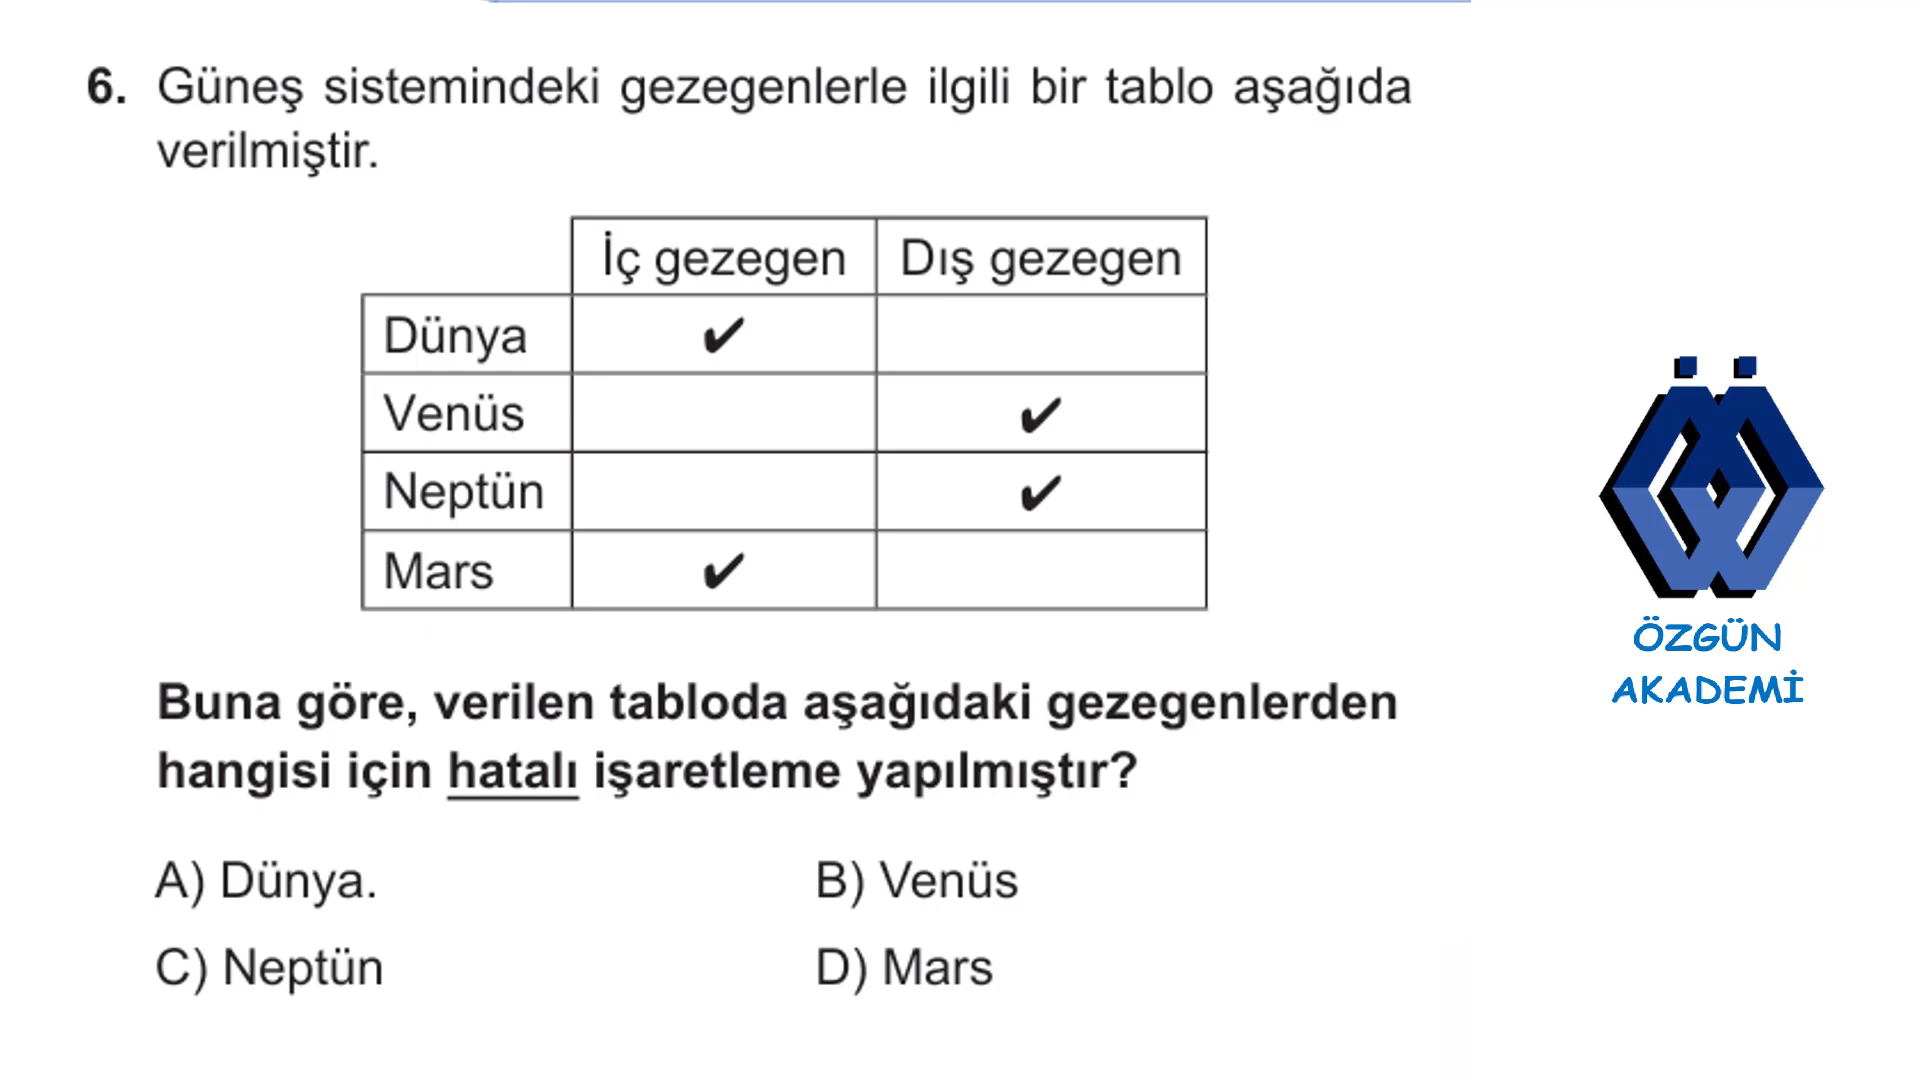 6. Güneş sistemindeki gezegenlerle ilgili bir tablo aşağıda
verilmiştir.
İç gezegen Dış gezegen
Dünya ✔
Venüs ✔
Neptün ✔
Mars ✔
Buna göre, verilen tabloda aşağıdaki gezegenlerden
hangisi için hatalı işaretleme yapılmıştır?
A) Dünya. B) Venüs
C) Neptün D) Mars
ÖZGÜN
AKADEMİ